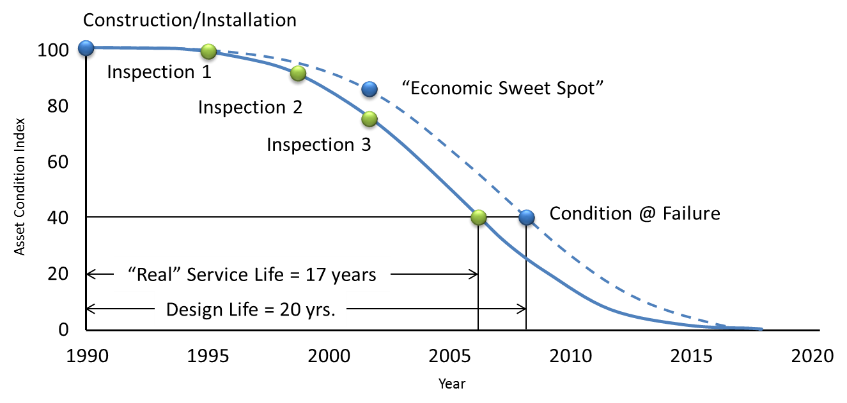 Construction/Installation
100
Inspection 1
80
“Economic Sweet Spot”
Inspection 2
Inspection 3
60
40
Condition @ Failure
20
“Real” Service Life = 17 years
Design Life = 20 yrs.
0
Asset Condition Index
1990 1995 2000 2005 2010 2015 2020
Year